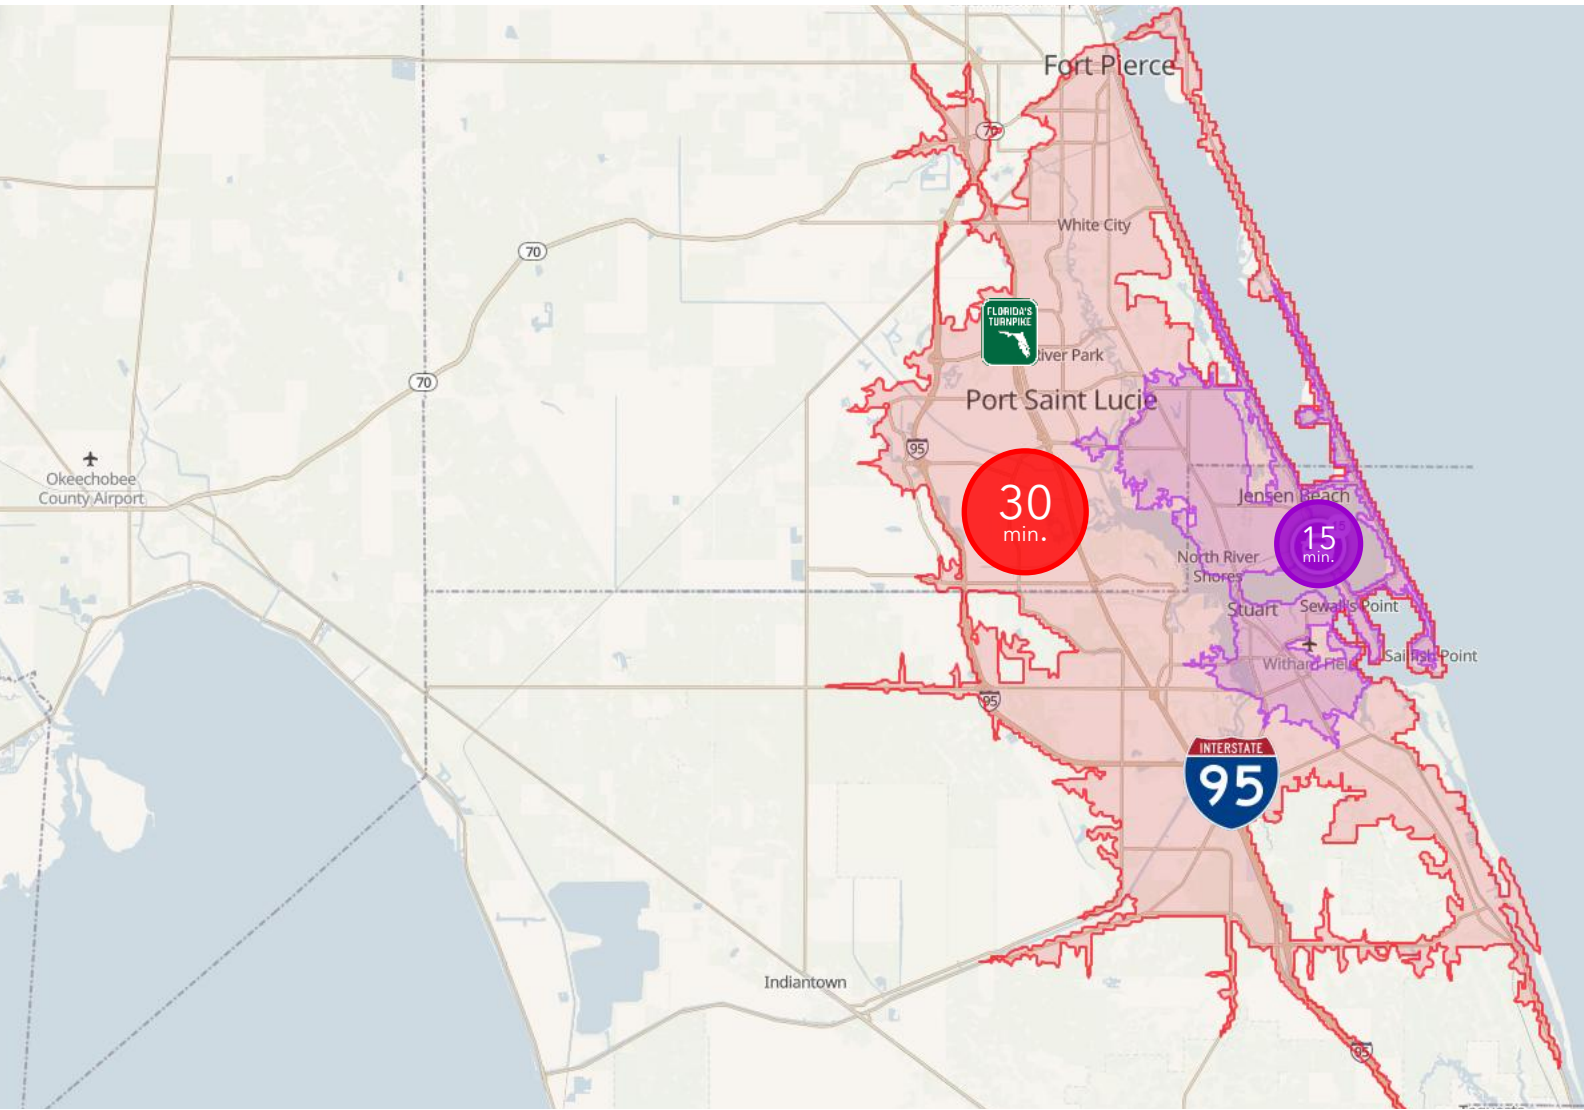 Fort Pierce
70
White City
70
FLORIDA'S
TURNPIKE
River Park
70
Port Saint Lucie
95
Okeechobee
County Airport
Jensen Beach
30
min.
15
min.
North River
Shores
Stuart
Sewall's Point
Witham Field
Sailfish Point
95
INTERSTATE
95
Indiantown
95